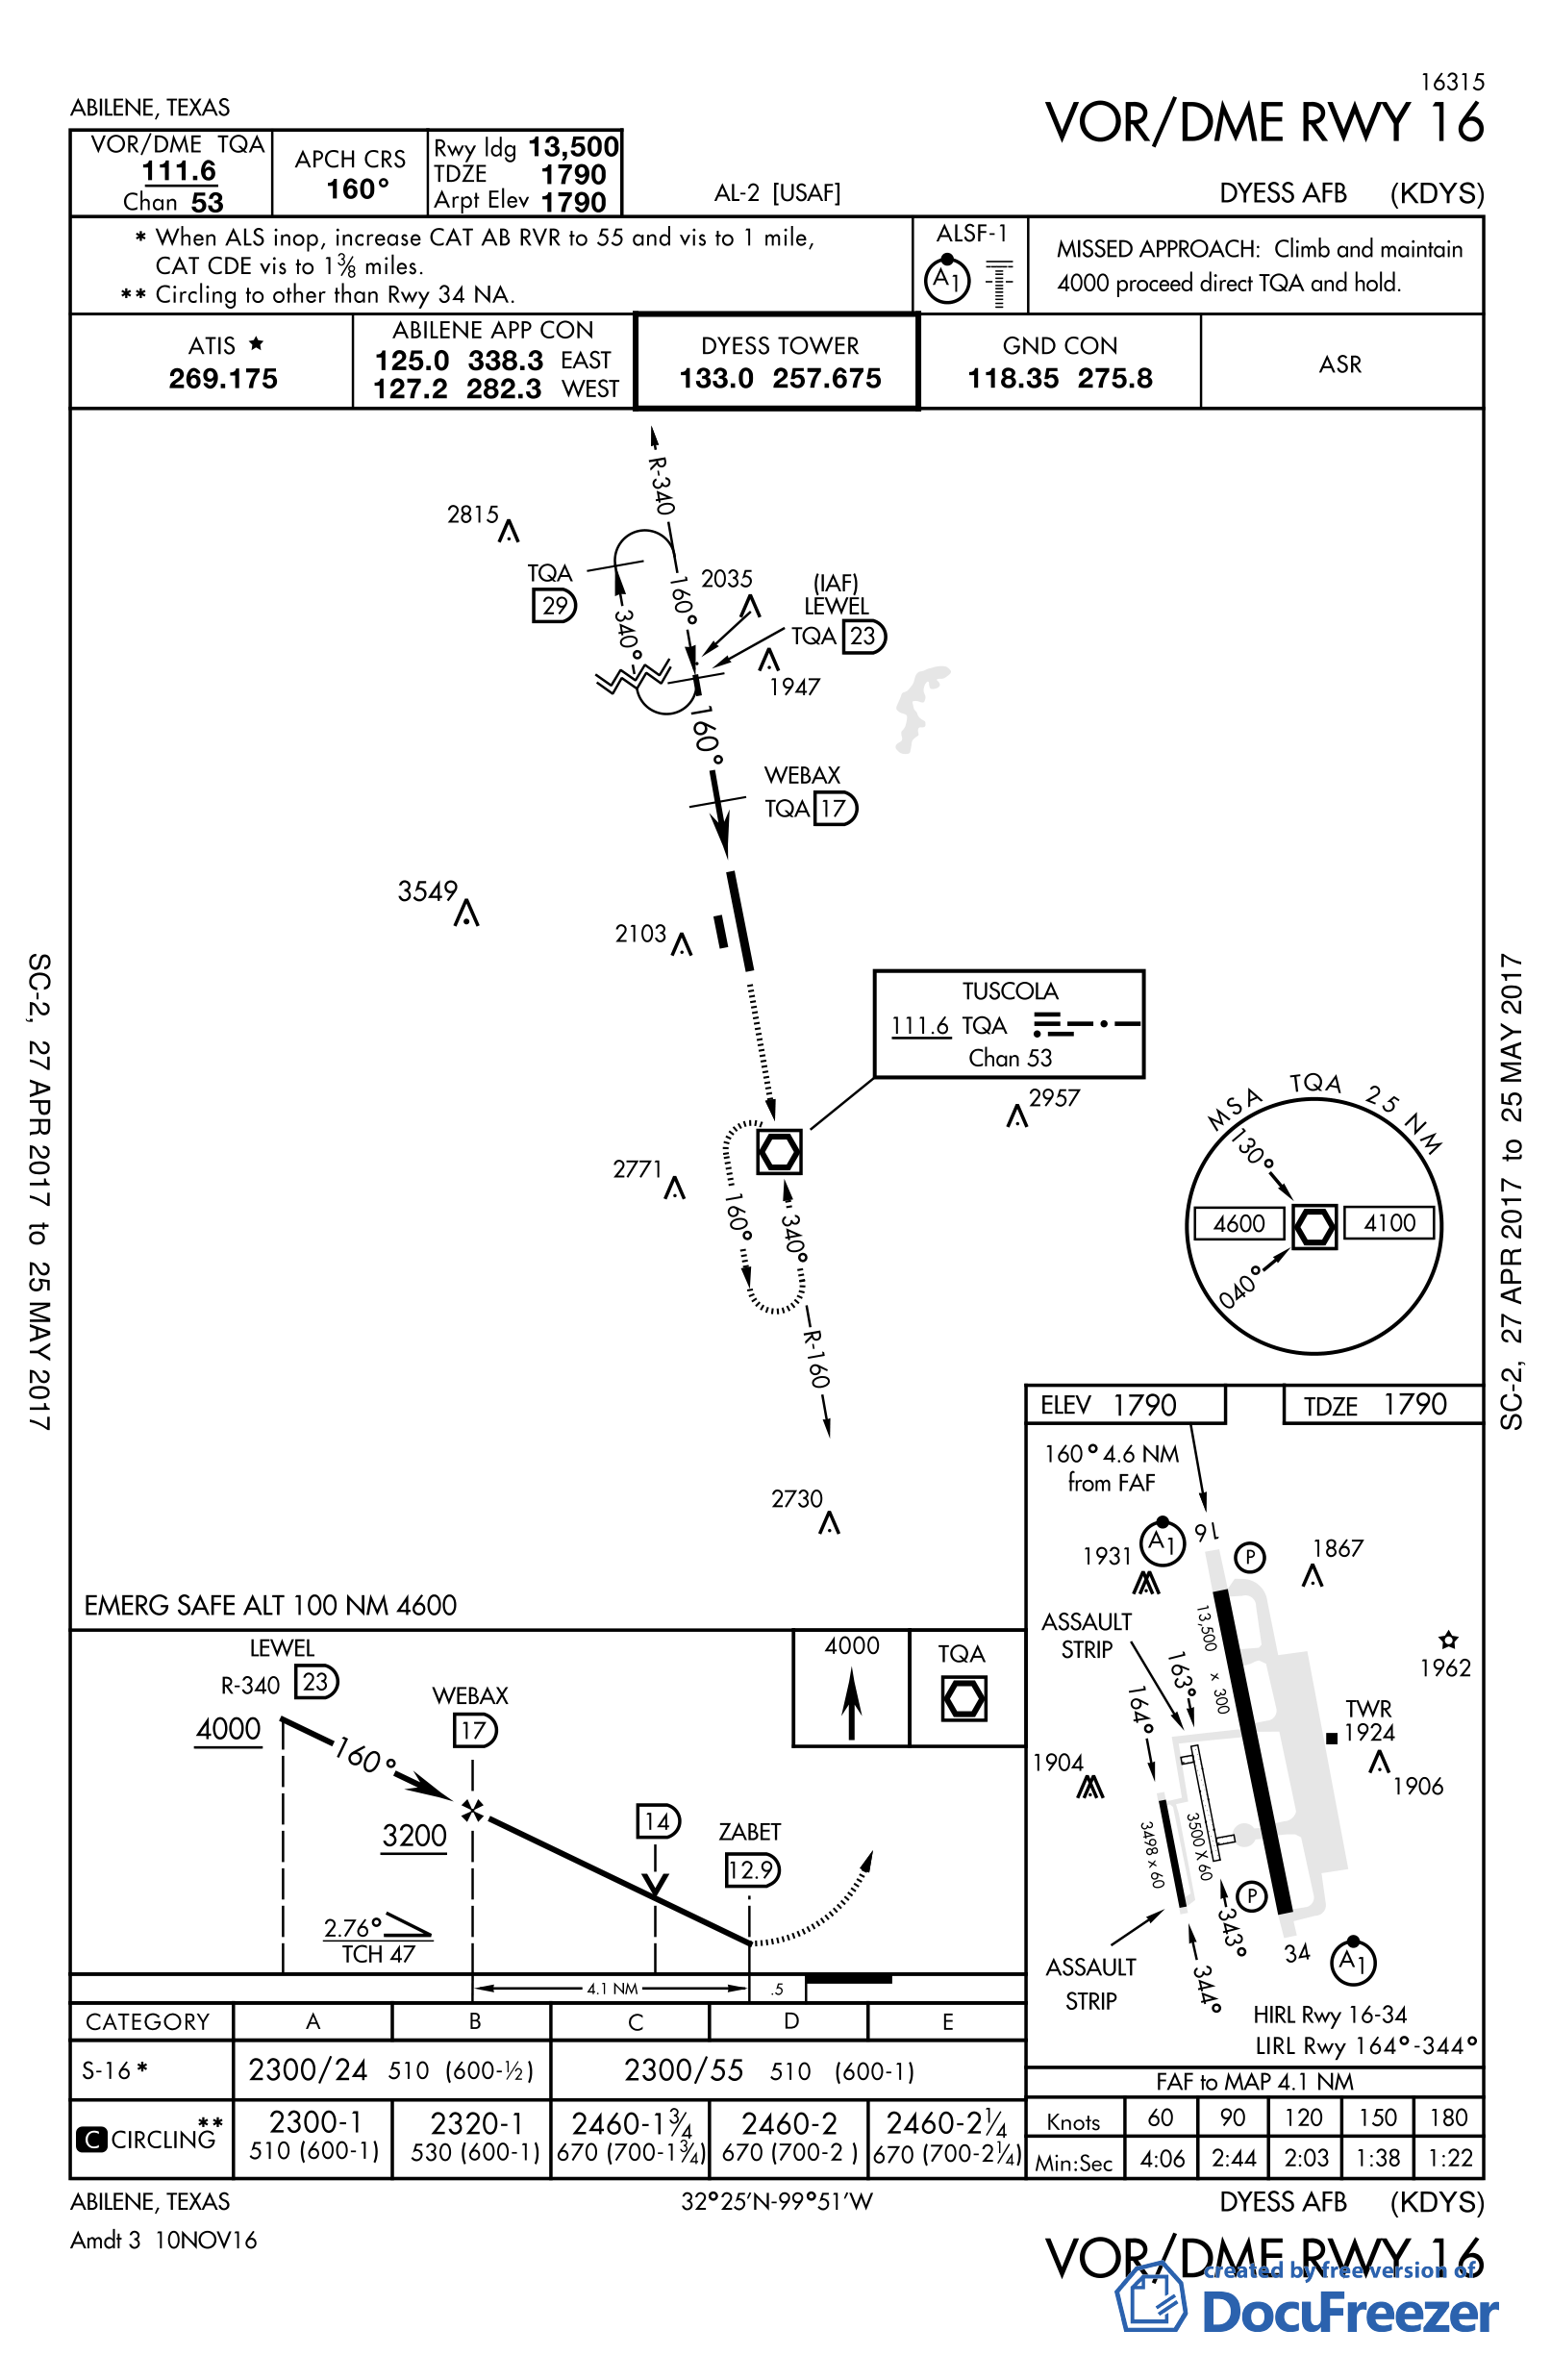 16315
ABILENE, TEXAS
VOR/DME RWY 16
DYESS AFB (KDYS)
AL-2 [USAF]
VOR/DME TQA
111.6
Chan 53
APCH CRS
160°
Rwy ldg 13,500
TDZE 1790
Arpt Elev 1790
* When ALS inop, increase CAT AB RVR to 55 and vis to 1 mile,
CAT CDE vis to 1⅜ miles.
** Circling to other than Rwy 34 NA.
ALSF-1
A1
MISSED APPROACH: Climb and maintain
4000 proceed direct TQA and hold.
ATIS
269.175
ABILENE APP CON
125.0 338.3 EAST
127.2 282.3 WEST
DYESS TOWER
133.0 257.675
GND CON
118.35 275.8
ASR
R-340
2815
TQA
29
340°
160°
2035
(IAF)
LEWEL
TQA 23
1947
160°
WEBAX
TQA 17
3549
2103
TUSCOLA
111.6 TQA
Chan 53
2957
2771
160°
340°
R-160
2730
MSA TQA 25 NM
130°
4600
4100
040°
EMERG SAFE ALT 100 NM 4600
SC-2, 27 APR 2017 to 25 MAY 2017
SC-2, 27 APR 2017 to 25 MAY 2017
ELEV 1790
TDZE 1790
160° 4.6 NM
from FAF
16
A1
P
1931
1867
ASSAULT
STRIP
13,500 x 300
163°
164°
1962
TWR
1924
1904
1906
3498 x 60
3500 X 60
P
343°
344°
34
A1
ASSAULT
STRIP
HIRL Rwy 16-34
LIRL Rwy 164°-344°
LEWEL
R-340 23
4000
160°
WEBAX
17
3200
14
ZABET
12.9
2.76°
TCH 47
4.1 NM
.5
4000
TQA
CATEGORY A B C D E
S-16 * 2300/24 510 (600-½) 2300/55 510 (600-1)
C CIRCLING ** 2300-1 2320-1 2460-1¾ 2460-2 2460-2¼
510 (600-1) 530 (600-1) 670 (700-1¾) 670 (700-2 ) 670 (700-2¼)
FAF to MAP 4.1 NM
Knots 60 90 120 150 180
Min:Sec 4:06 2:44 2:03 1:38 1:22
ABILENE, TEXAS
Amdt 3 10NOV16
32°25'N-99°51'W
DYESS AFB (KDYS)
VOR/DME RWY 16
created by free version of
DocuFreezer